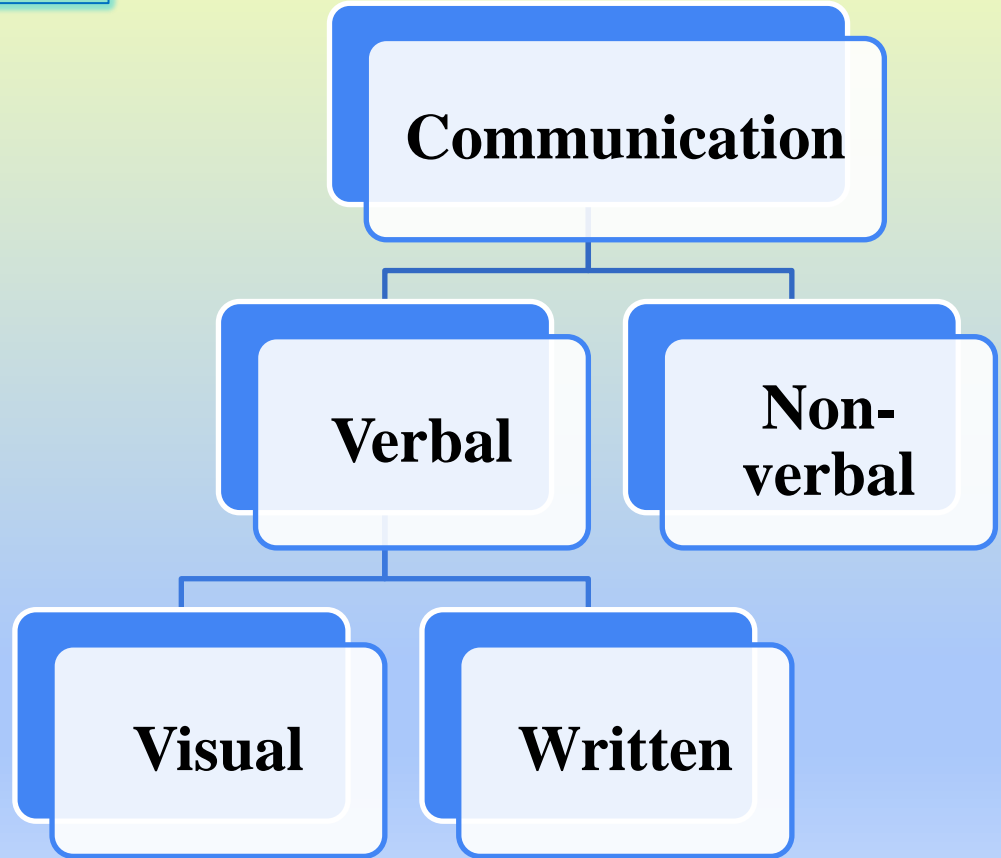 Communication
Verbal
Non-
verbal
Visual
Written